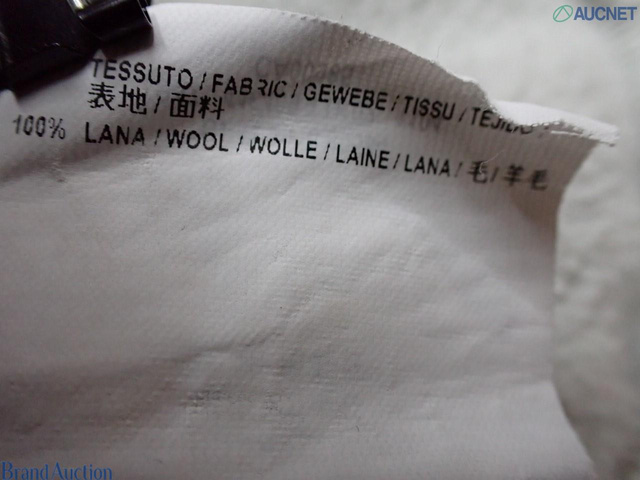 AUCNET
TESSUTO / FABRIC / GEWEBE / TISSU / TEJIDO
表地 / 面料
100% LANA / WOOL / WOLLE / LAINE / LANA / 毛 / 羊毛
Brand Auction